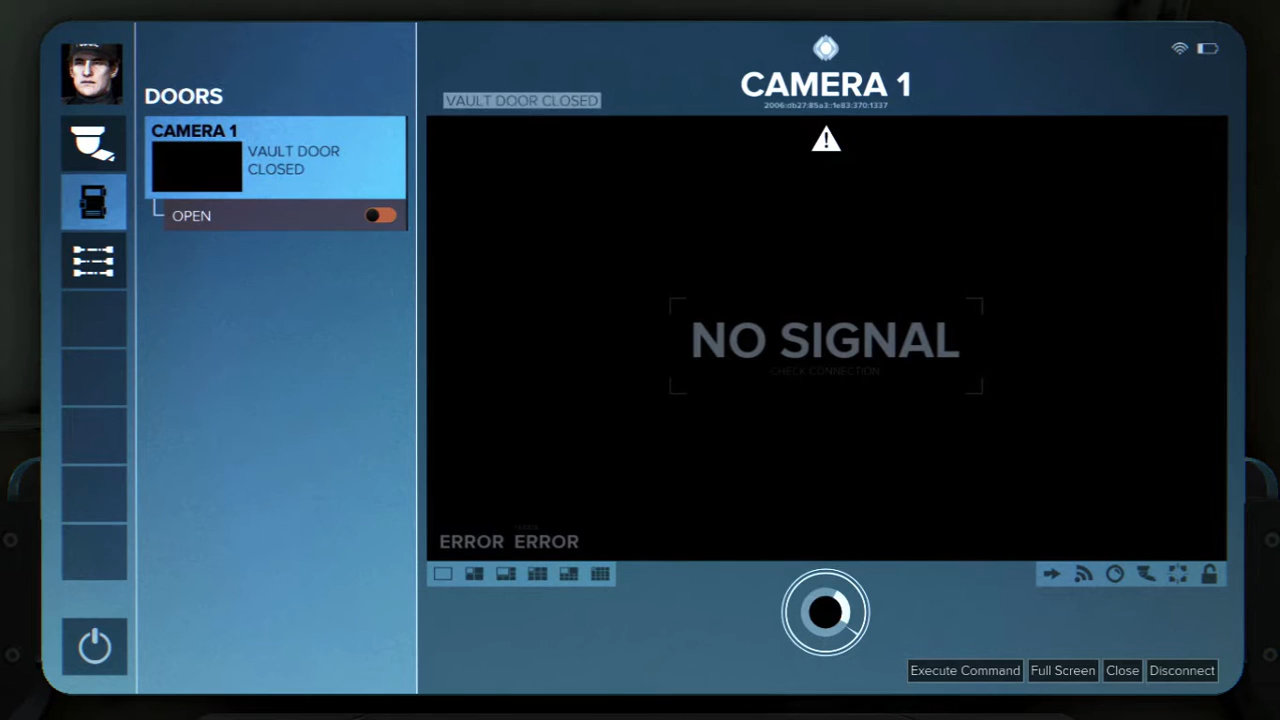 DOORS
CAMERA 1
VAULT DOOR
CLOSED
OPEN
CAMERA 1
2006:db27:85a3::1e83:370:1337
VAULT DOOR CLOSED
NO SIGNAL
CHECK CONNECTION
ERROR ERROR
Execute Command
Full Screen
Close
Disconnect